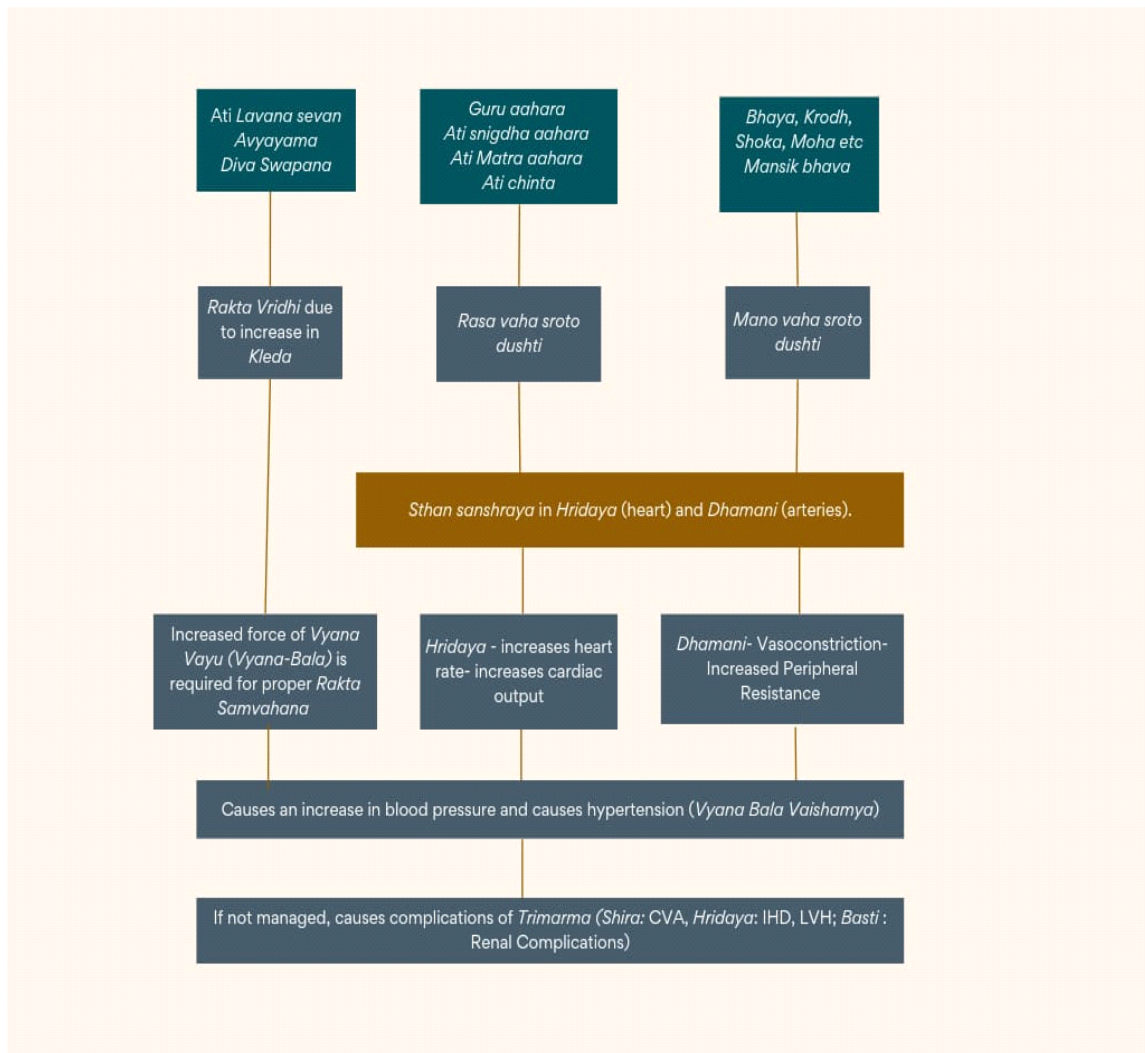 Ati Lavana sevan
Avyayama
Diva Swapana
Guru aahara
Ati snigdha aahara
Ati Matra aahara
Ati chinta
Bhaya, Krodh,
Shoka, Moha etc
Mansik bhava
Rakta Vridhi due
to increase in
Kleda
Rasa vaha sroto
dushti
Mano vaha sroto
dushti
Sthan sanshraya in Hridaya (heart) and Dhamani (arteries).
Increased force of Vyana
Vayu (Vyana-Bala) is
required for proper Rakta
Samvahana
Hridaya - increases heart
rate- increases cardiac
output
Dhamani- Vasoconstriction-
Increased Peripheral
Resistance
Causes an increase in blood pressure and causes hypertension (Vyana Bala Vaishamya)
If not managed, causes complications of Trimarma (Shira: CVA, Hridaya: IHD, LVH; Basti :
Renal Complications)